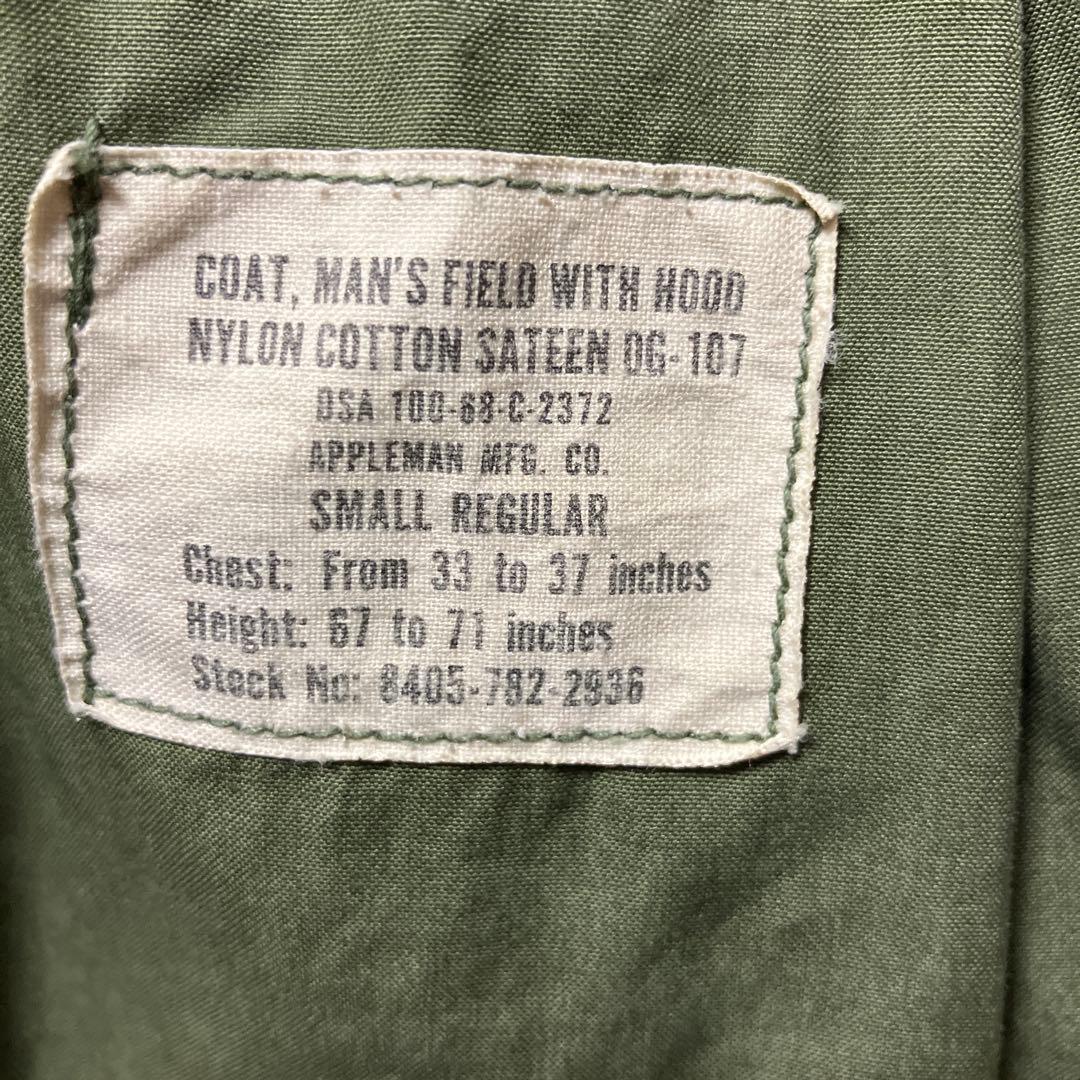 COAT, MAN'S FIELD WITH HOOD
NYLON COTTON SATEEN OG-107
DSA 100-68-C-2372
APPLEMAN MFG. CO.
SMALL REGULAR
Chest: From 33 to 37 inches
Height: 67 to 71 inches
Stock No: 8405-782-2936